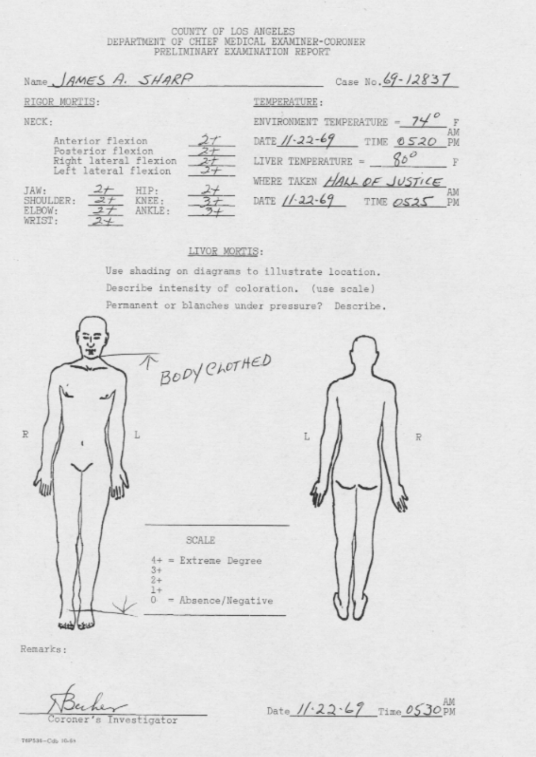 COUNTY OF LOS ANGELES
DEPARTMENT OF CHIEF MEDICAL EXAMINER-CORONER
PRELIMINARY EXAMINATION REPORT
Name JAMES A. SHARP Case No. 69-12837
RIGOR MORTIS: TEMPERATURE:
NECK: ENVIRONMENT TEMPERATURE = 74° F
Anterior flexion 2+
Posterior flexion 2+
Right lateral flexion 2+
Left lateral flexion 2+
AM
DATE 11-22-69 TIME 0520 PM
LIVER TEMPERATURE = 80° F
WHERE TAKEN HALL OF JUSTICE
AM
DATE 11-22-69 TIME 0525 PM
JAW: 2+ HIP: 2+
SHOULDER: 2+ KNEE:
ELBOW: ANKLE:
WRIST: 2+
LIVOR MORTIS:
Use shading on diagrams to illustrate location.
Describe intensity of coloration. (use scale)
Permanent or blanches under pressure? Describe.
BODY CLOTHED
R L L R
SCALE
4+ = Extreme Degree
3+
2+
1+
0 = Absence/Negative
Remarks:
Coroner's Investigator
AM
Date 11-22-69 Time 0530 PM